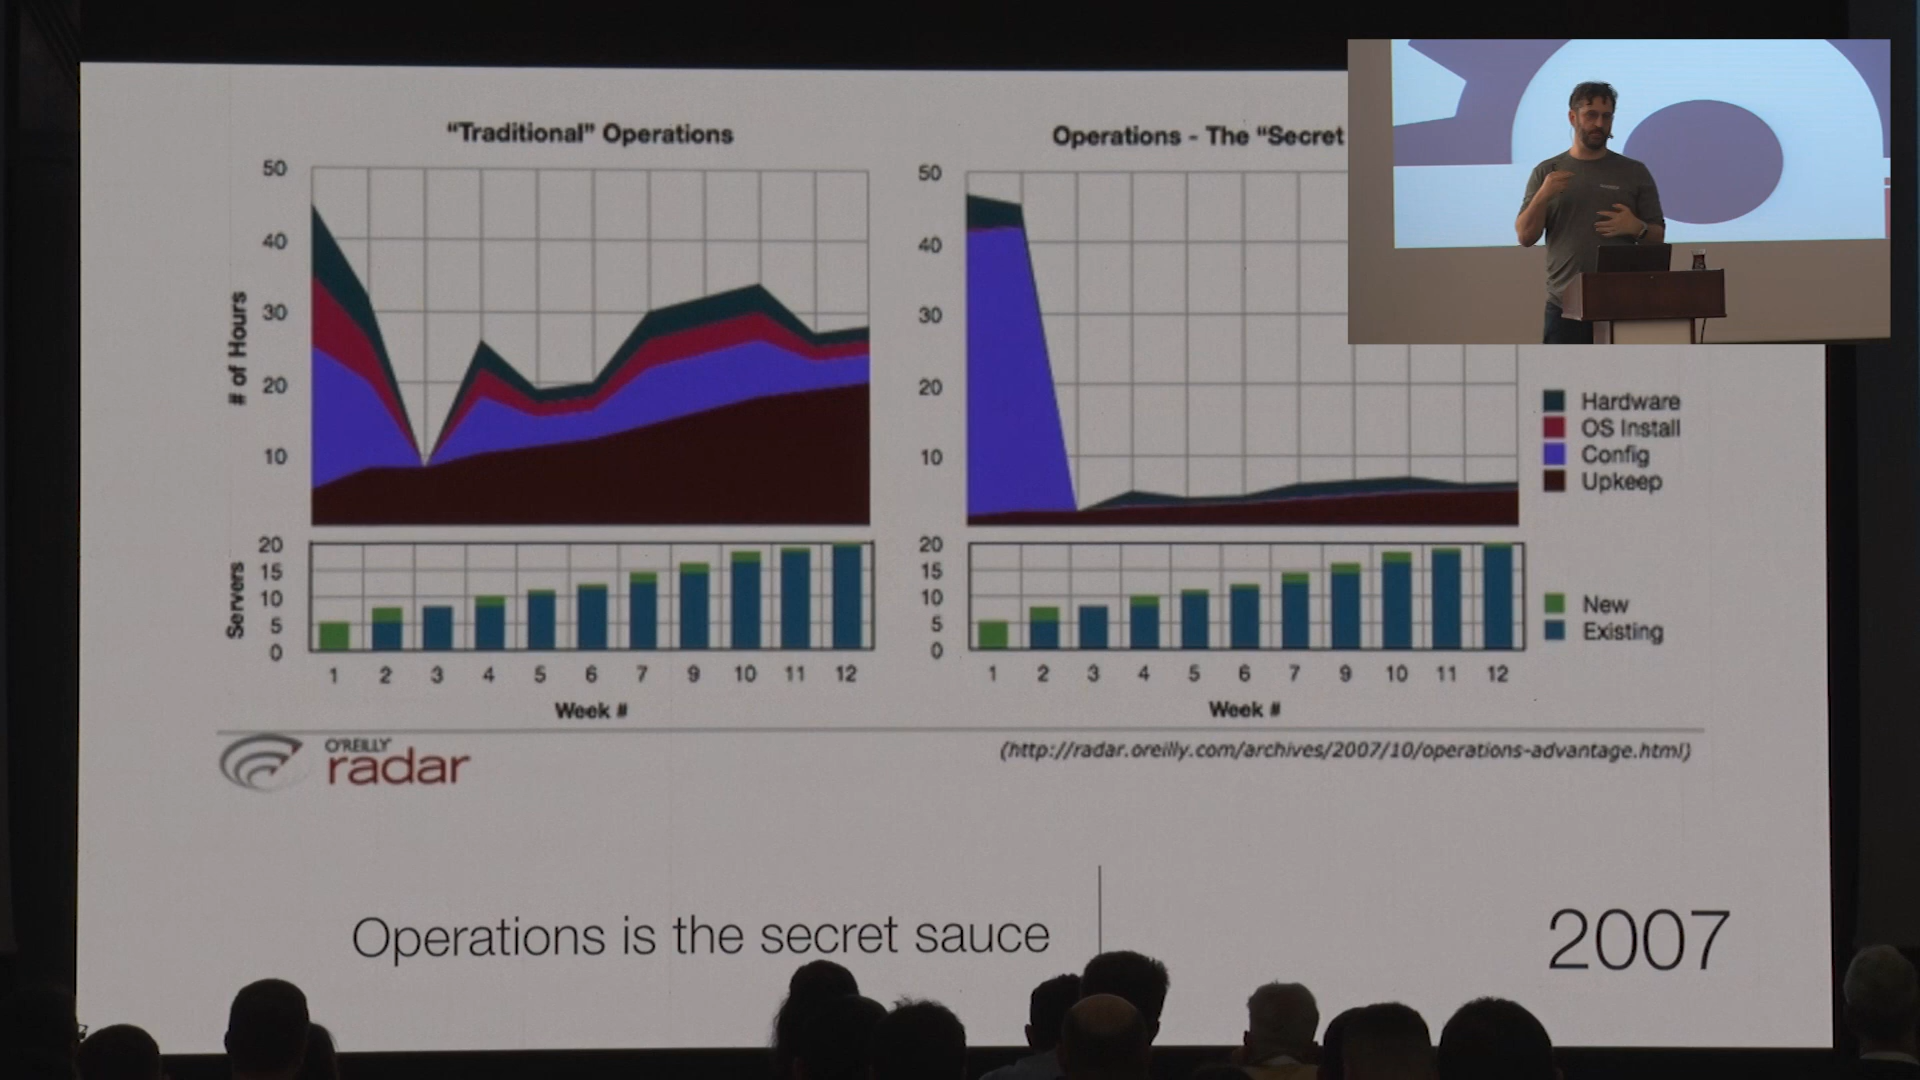 “Traditional” Operations
50
40
30
20
10
# of Hours
20
15
10
5
0
Servers
1 2 3 4 5 6 7 9 10 11 12
Week #
Operations - The “Secret
50
40
30
20
10
20
15
10
5
0
1 2 3 4 5 6 7 9 10 11 12
Week #
Hardware
OS Install
Config
Upkeep
New
Existing
O'REILLY
radar
(http://radar.oreilly.com/archives/2007/10/operations-advantage.html)
Operations is the secret sauce
2007